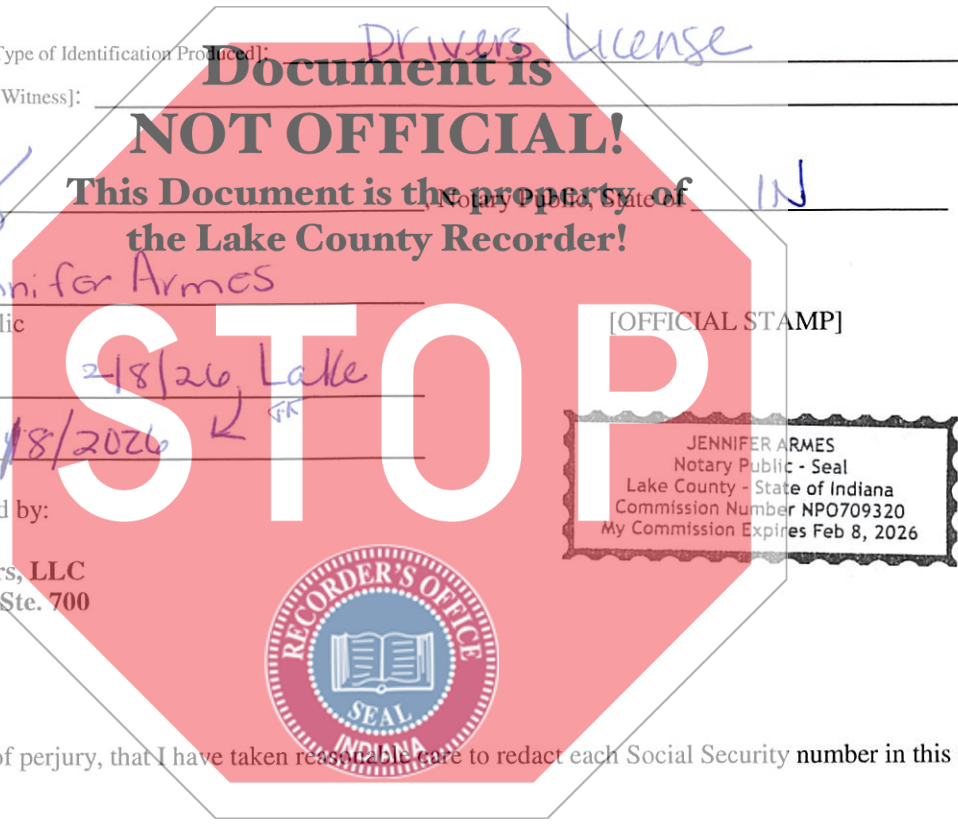 Type of Identification Produced]: Drivers License
Witness]:
Document is
NOT OFFICIAL!
This Document is the property of
the Lake County Recorder!
, Notary Public, State of IN
nnifer Armes
lic
[OFFICIAL STAMP]
STOP
2/8/26, Lake
/8/2026
JENNIFER ARMES
Notary Public - Seal
Lake County - State of Indiana
Commission Number NP0709320
My Commission Expires Feb 8, 2026
d by:
rs, LLC
Ste. 700
RECORDER'S OFFICE
SEAL
INDIANA
of perjury, that I have taken reasonable care to redact each Social Security number in this